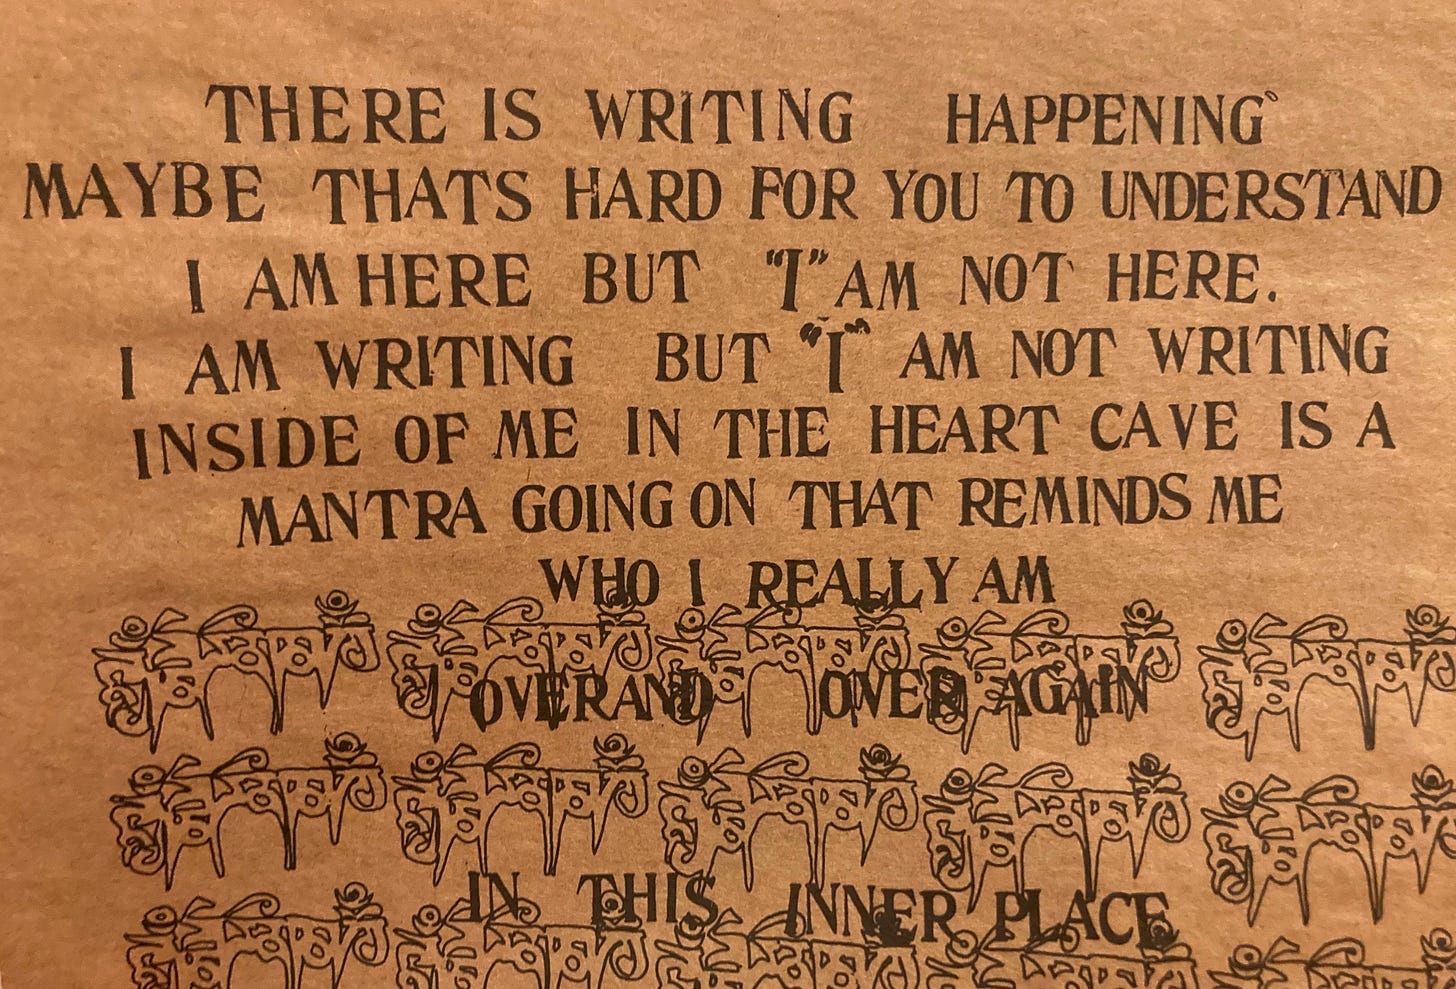 THERE IS WRITING HAPPENING
MAYBE THATS HARD FOR YOU TO UNDERSTAND
I AM HERE BUT "I" AM NOT HERE.
I AM WRITING BUT "I" AM NOT WRITING
INSIDE OF ME IN THE HEART CAVE IS A
MANTRA GOING ON THAT REMINDS ME
WHO I REALLY AM
OVER AND OVER AGAIN
IN THIS INNER PLACE